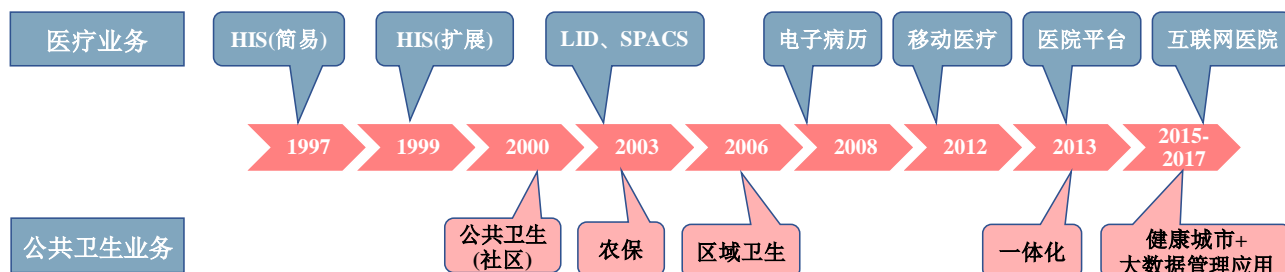 医疗业务
HIS(简易)
HIS(扩展)
LID、SPACS
电子病历
移动医疗
医院平台
互联网医院
1997
1999
2000
2003
2006
2008
2012
2013
2015-
2017
公共卫生业务
公共卫生
(社区)
农保
区域卫生
一体化
健康城市+
大数据管理应用